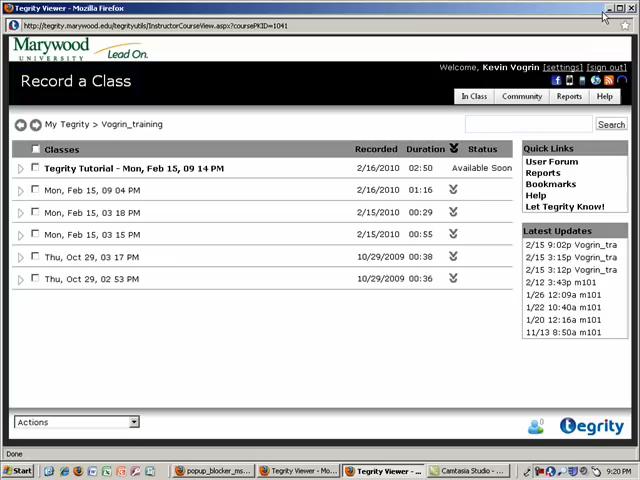 Tegrity Viewer - Mozilla Firefox
http://tegrity.marywood.edu/tegrityutils/InstructorCourseView.aspx?coursePKID=1041
Marywood
UNIVERSITY
Lead On.
Welcome, Kevin Vogrin [settings] [sign out]
Record a Class
In Class Community Reports Help
My Tegrity > Vogrin_training
Search
Classes Recorded Duration Status
Tegrity Tutorial - Mon, Feb 15, 09 14 PM 2/16/2010 02:50 Available Soon
Mon, Feb 15, 09 04 PM 2/16/2010 01:16
Mon, Feb 15, 03 18 PM 2/15/2010 00:29
Mon, Feb 15, 03 15 PM 2/15/2010 00:55
Thu, Oct 29, 03 17 PM 10/29/2009 00:38
Thu, Oct 29, 02 53 PM 10/29/2009 00:36
Quick Links
User Forum
Reports
Bookmarks
Help
Let Tegrity Know!
Latest Updates
2/15 9:02p Vogrin_tra
2/15 3:15p Vogrin_tra
2/15 3:12p Vogrin_tra
2/12 3:43p m101
1/26 12:09a m101
1/22 10:40a m101
1/20 12:16a m101
11/13 8:50a m101
Actions
tegrity
Done
Start
popup_blocker_ms...
Tegrity Viewer - Mo...
Tegrity Viewer - ...
Camtasia Studio - ...
9:20 PM